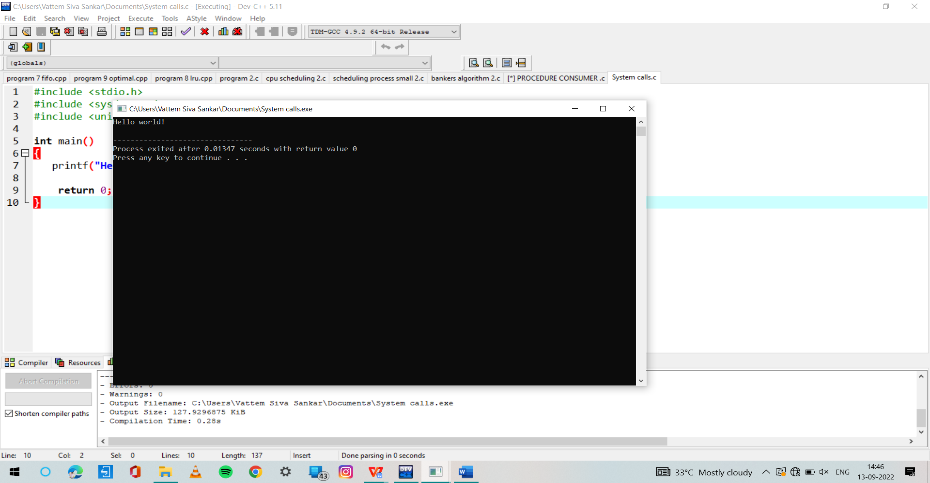 C:\Users\Vattem Siva Sankar\Documents\System calls.c - [Executing] - Dev-C++ 5.11
File Edit Search View Project Execute Tools AStyle Window Help
TDM-GCC 4.9.2 64-bit Release
(globals)
program 7 fifo.cpp program 9 optimal.cpp program 8 lru.cpp program 2.c cpu scheduling 2.c scheduling process small 2.c bankers algorithm 2.c [*] PROCEDURE CONSUMER .c System calls.c
1 #include <stdio.h>
2 #include <sys
3 #include <uni
4
5 int main()
6 {
7 printf("He
8
9 return 0;
10 }
C:\Users\Vattem Siva Sankar\Documents\System calls.exe
Hello world!
--------------------------------
Process exited after 0.01347 seconds with return value 0
Press any key to continue . . .
Compiler Resources
Abort Compilation
Shorten compiler paths
- Errors: 0
- Warnings: 0
- Output Filename: C:\Users\Vattem Siva Sankar\Documents\System calls.exe
- Output Size: 127.9296875 KiB
- Compilation Time: 0.28s
Line: 10 Col: 2 Sel: 0 Lines: 10 Length: 137 Insert Done parsing in 0 seconds
43
33°C Mostly cloudy ENG 14:46
13-09-2022